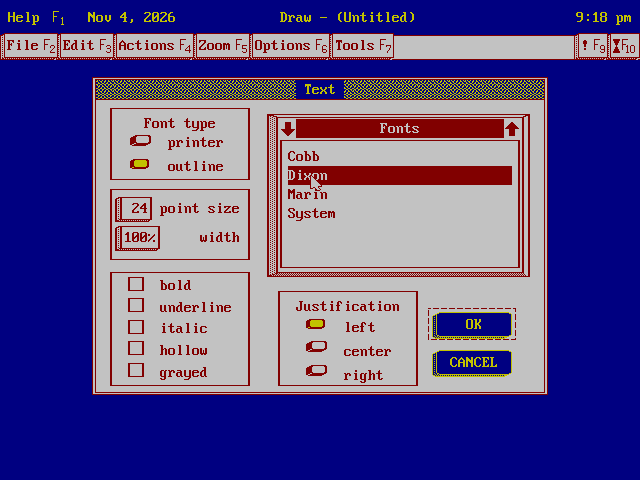 Help F1 Nov 4, 2026 Draw - (Untitled) 9:18 pm
File F2 Edit F3 Actions F4 Zoom F5 Options F6 Tools F7 ! F9 F10
Text
Font type
printer
outline
24 point size
100% width
bold
underline
italic
hollow
grayed
Fonts
Cobb
Dixon
Marin
System
Justification
left
center
right
OK
CANCEL